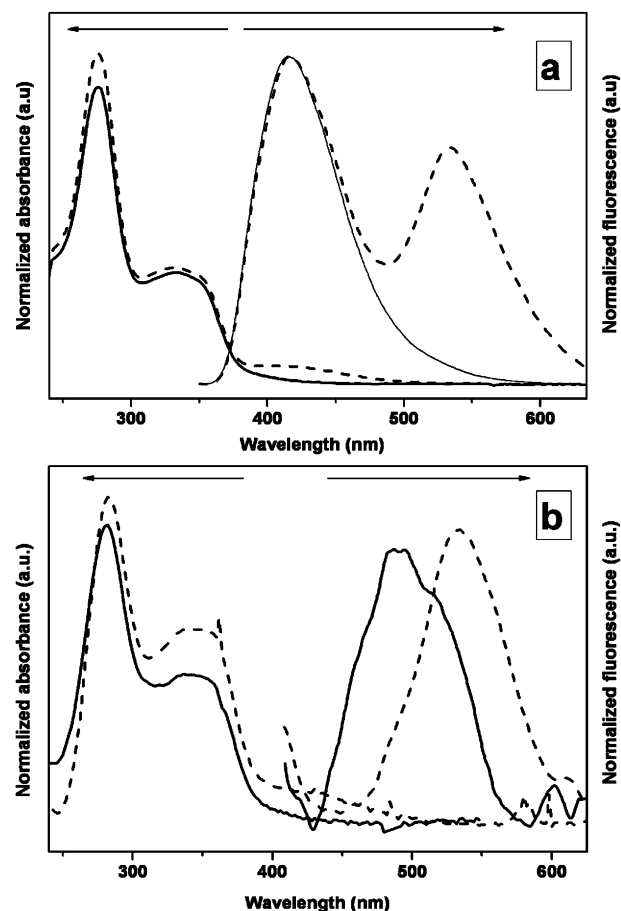 a
Normalized absorbance (a.u)
Normalized fluorescence (a.u)
300
400
500
600
Wavelength (nm)
b
Normalized absorbance (a.u.)
Normalized fluorescence (a.u.)
300
400
500
600
Wavelength (nm)